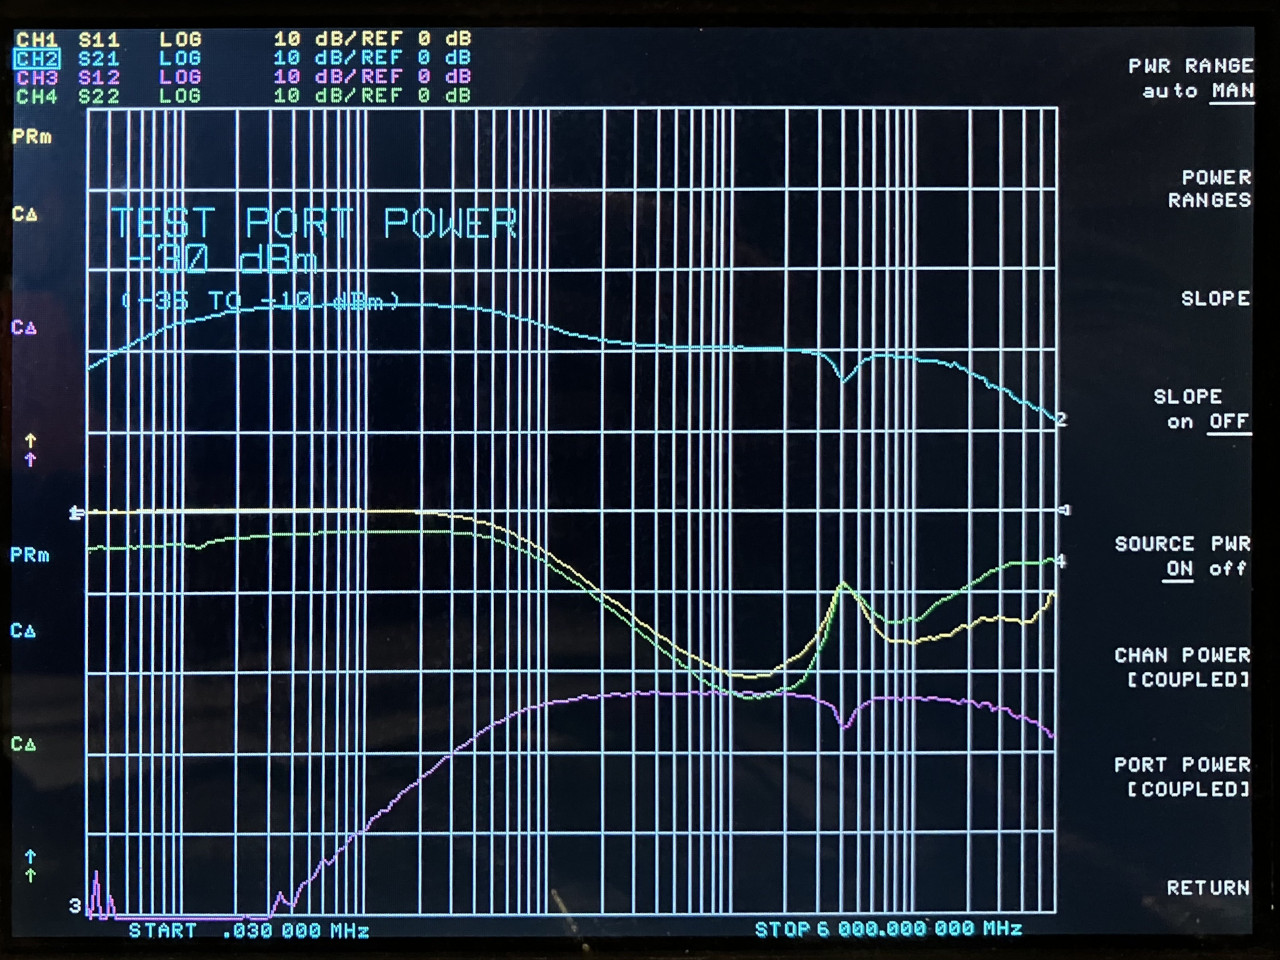 CH1 S11 LOG 10 dB/REF 0 dB
CH2 S21 LOG 10 dB/REF 0 dB
CH3 S12 LOG 10 dB/REF 0 dB
CH4 S22 LOG 10 dB/REF 0 dB
PWR RANGE
auto MAN
PRm
POWER
RANGES
C∆
TEST PORT POWER
-30 dBm
(-35 TO -10 dBm)
SLOPE
C∆
SLOPE
on OFF
2
↑
↑
1
PRm
SOURCE PWR
ON off
4
C∆
CHAN POWER
[COUPLED]
C∆
PORT POWER
[COUPLED]
↑
↑
RETURN
3
START .030 000 MHz
STOP 6 000.000 000 MHz